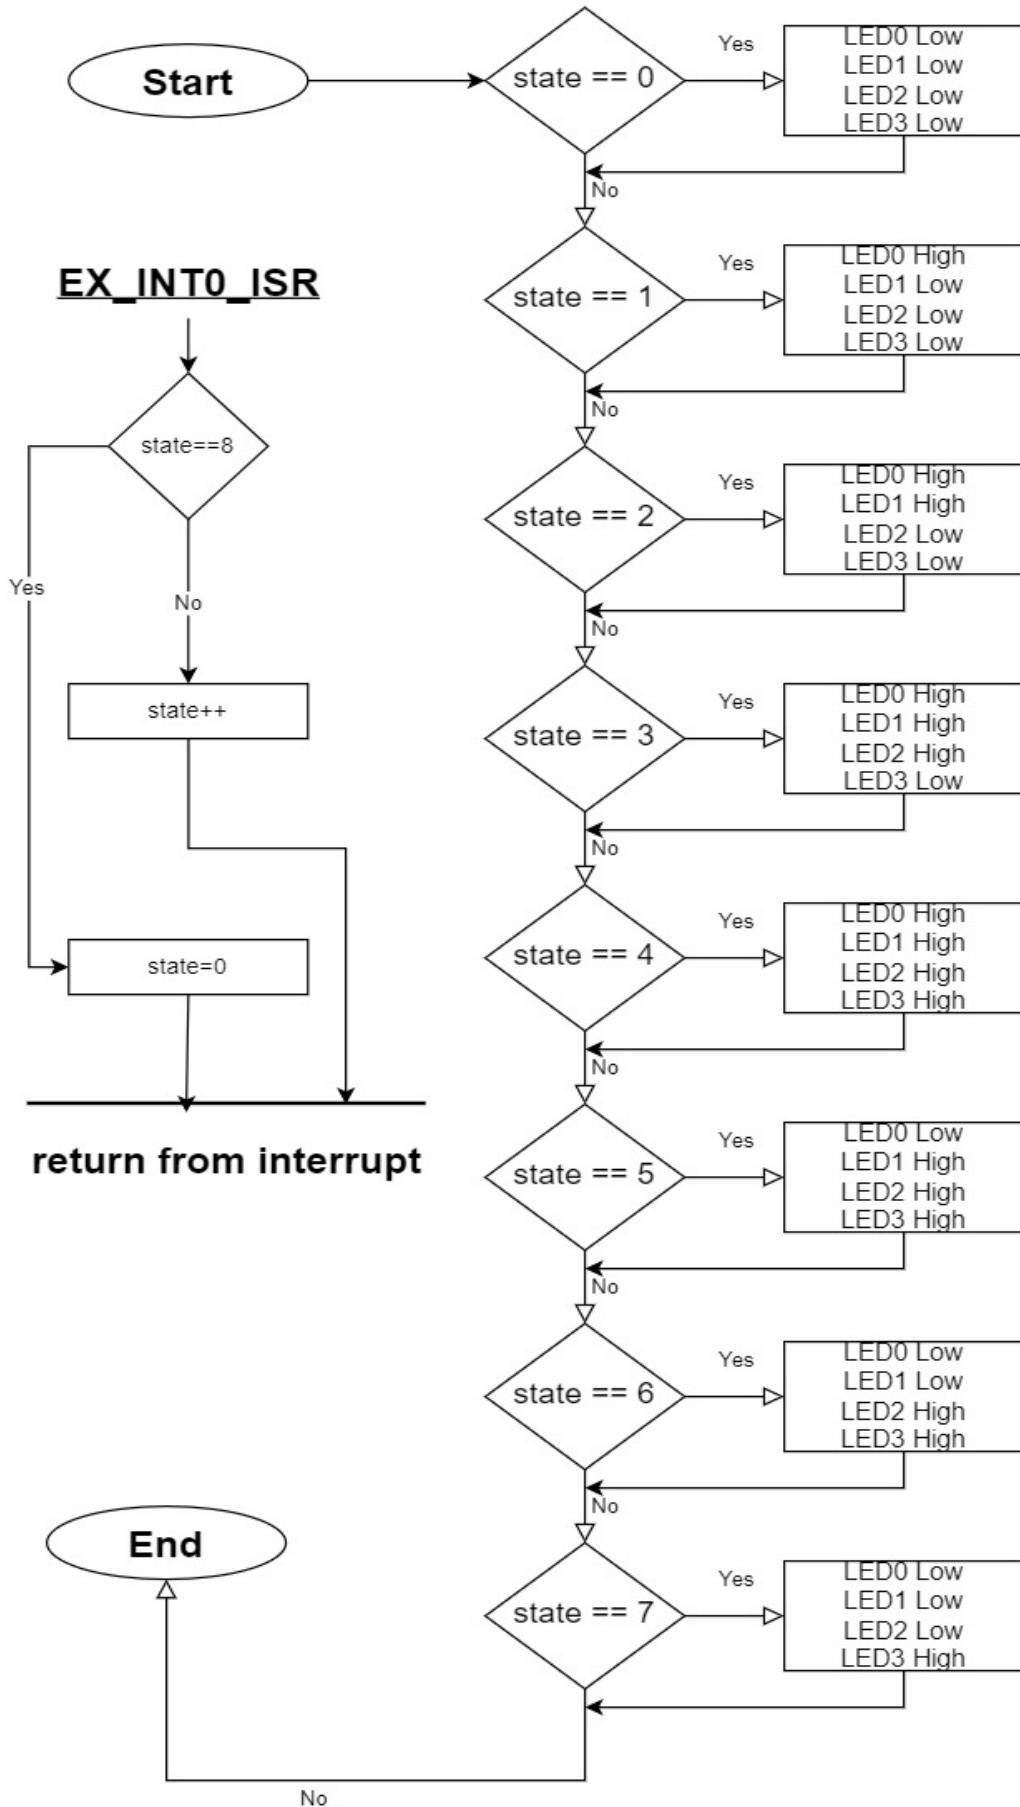 Start
state == 0
Yes
LED0 Low
LED1 Low
LED2 Low
LED3 Low
No
EX_INT0_ISR
state==8
Yes
No
state++
state=0
return from interrupt
state == 1
Yes
LED0 High
LED1 Low
LED2 Low
LED3 Low
No
state == 2
Yes
LED0 High
LED1 High
LED2 Low
LED3 Low
No
state == 3
Yes
LED0 High
LED1 High
LED2 High
LED3 Low
No
state == 4
Yes
LED0 High
LED1 High
LED2 High
LED3 High
No
state == 5
Yes
LED0 Low
LED1 High
LED2 High
LED3 High
No
state == 6
Yes
LED0 Low
LED1 Low
LED2 High
LED3 High
No
state == 7
Yes
LED0 Low
LED1 Low
LED2 Low
LED3 High
No
End